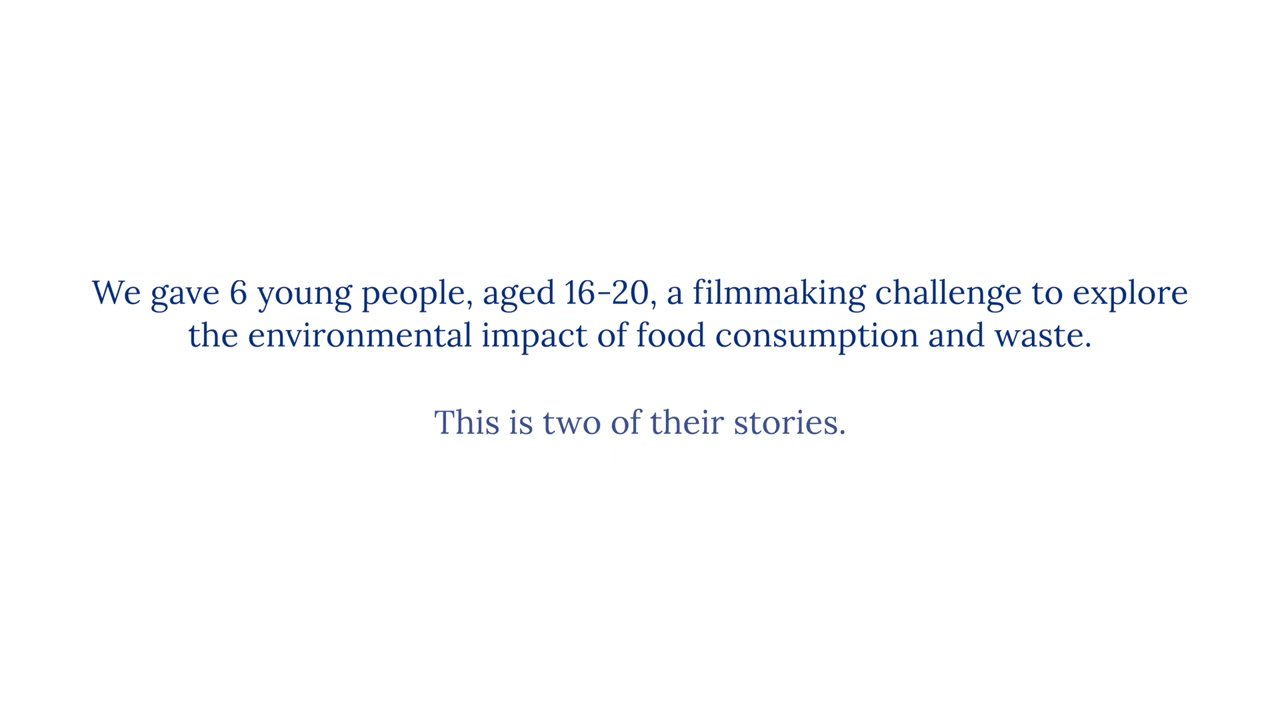 We gave 6 young people, aged 16-20, a filmmaking challenge to explore
the environmental impact of food consumption and waste.
This is two of their stories.